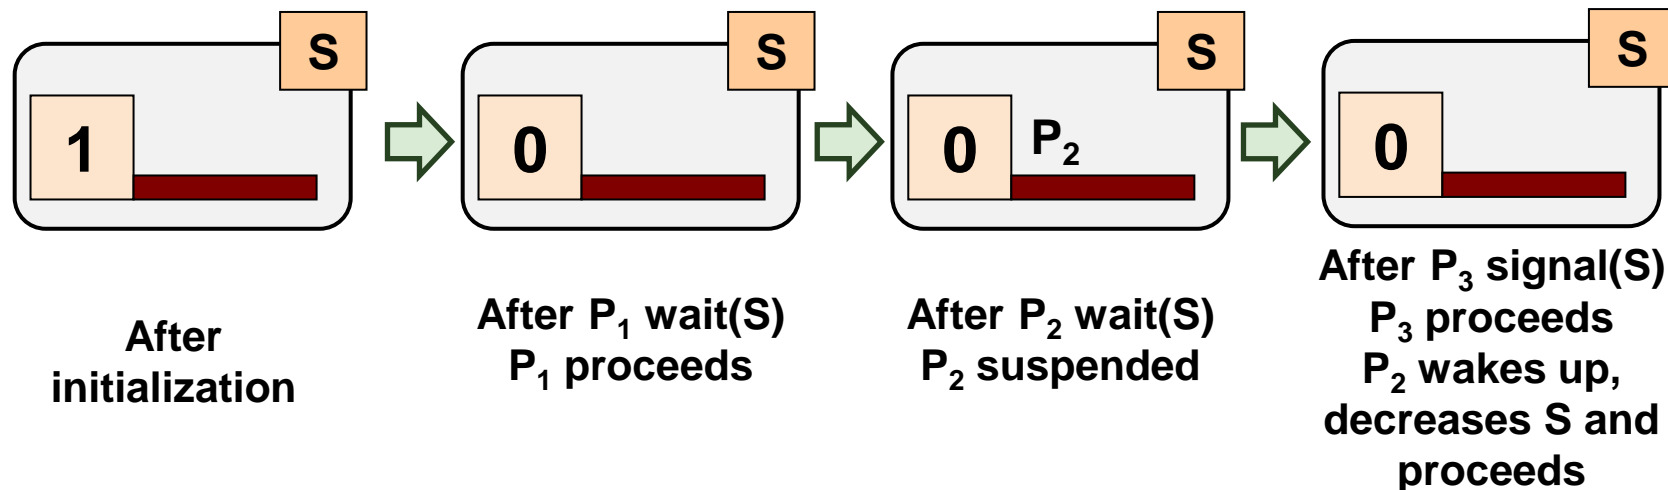 S
1
After
initialization
S
0
After P₁ wait(S)
P₁ proceeds
S
0
P₂
After P₂ wait(S)
P₂ suspended
S
0
After P₃ signal(S)
P₃ proceeds
P₂ wakes up,
decreases S and
proceeds